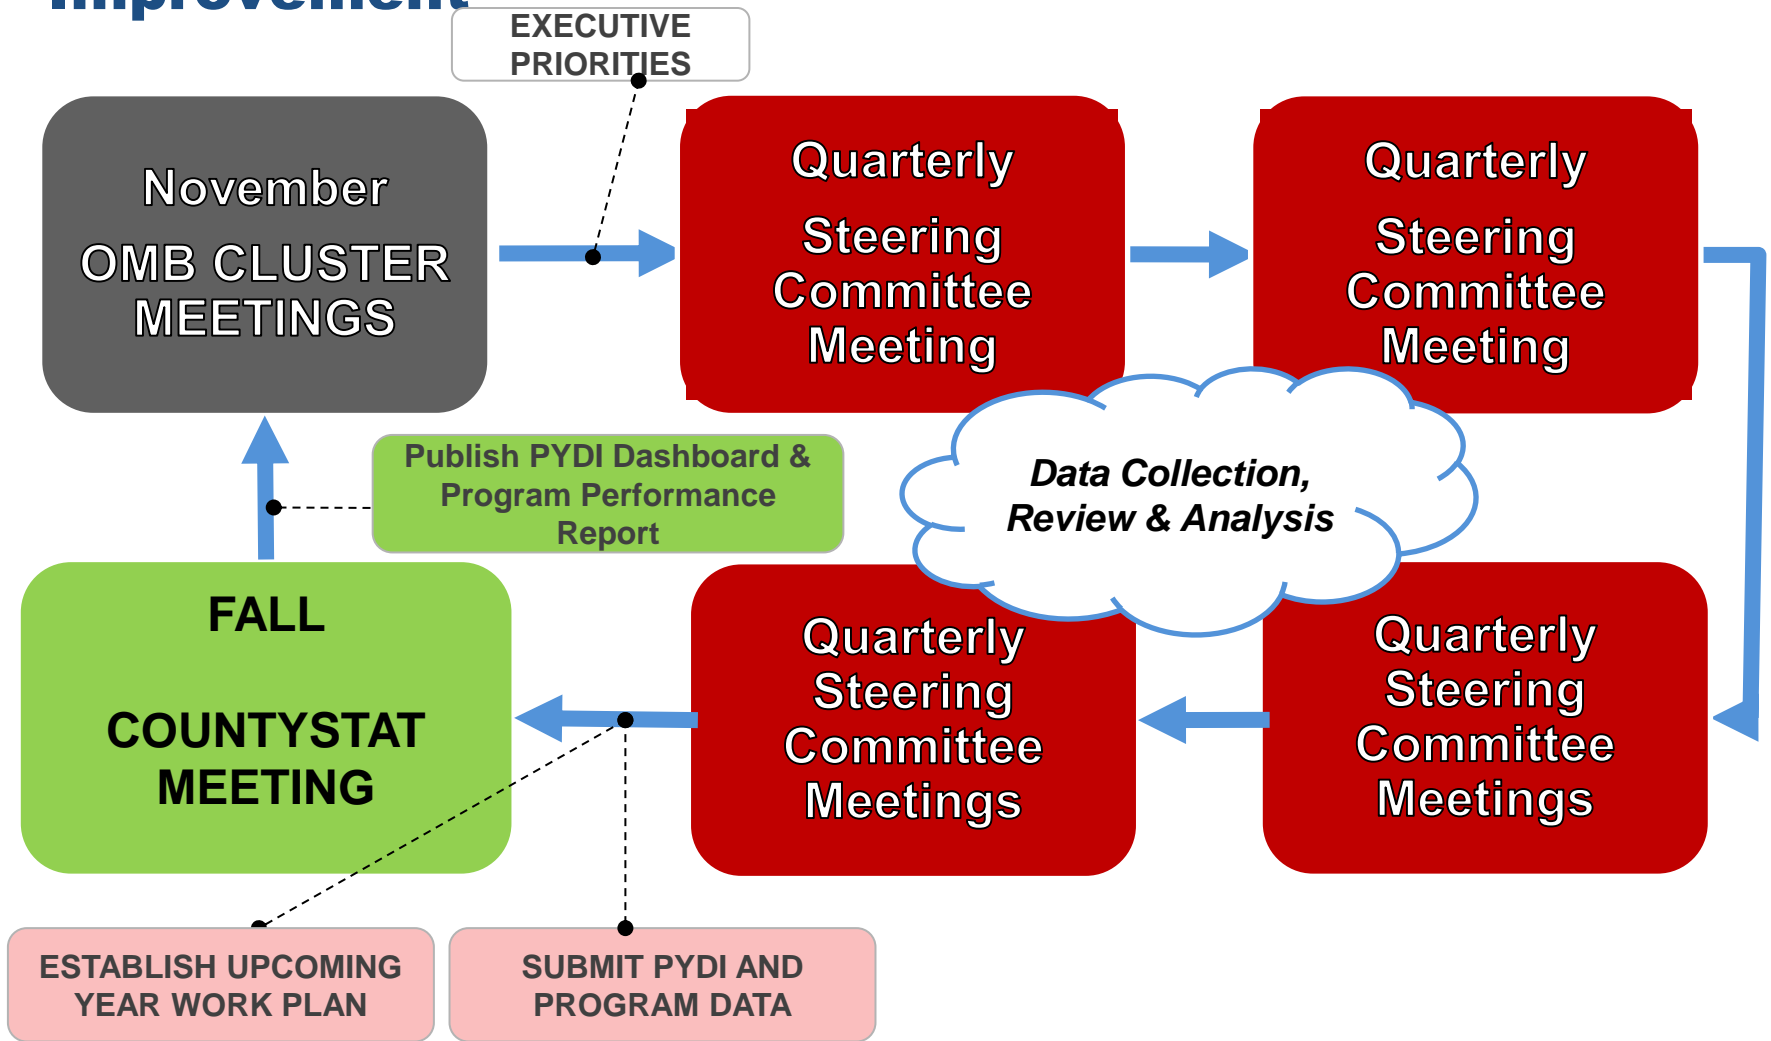 Improvement
EXECUTIVE
PRIORITIES
November
OMB CLUSTER
MEETINGS
Quarterly
Steering
Committee
Meeting
Quarterly
Steering
Committee
Meeting
Publish PYDI Dashboard &
Program Performance
Report
Data Collection,
Review & Analysis
FALL
COUNTYSTAT
MEETING
Quarterly
Steering
Committee
Meetings
Quarterly
Steering
Committee
Meetings
ESTABLISH UPCOMING
YEAR WORK PLAN
SUBMIT PYDI AND
PROGRAM DATA